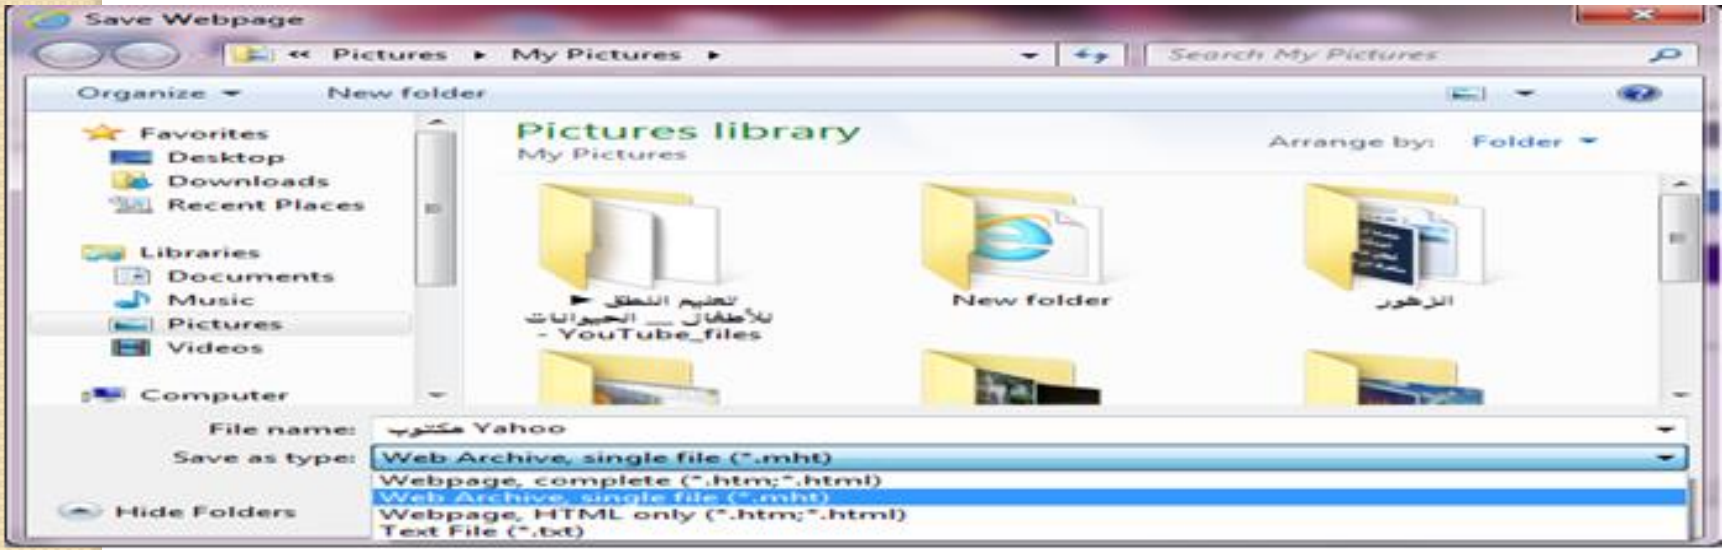 Save Webpage
« Pictures ▸ My Pictures ▸
Search My Pictures
Organize
New folder
Favorites
Desktop
Downloads
Recent Places
Libraries
Documents
Music
Pictures
Videos
Computer
Pictures library
My Pictures
Arrange by: Folder
تعليم النطق ►
للأطفال __ الحيوانات
- YouTube_files
New folder
الزهور
File name: مكتوب Yahoo
Save as type: Web Archive, single file (*.mht)
Webpage, complete (*.htm;*.html)
Web Archive, single file (*.mht)
Webpage, HTML only (*.htm;*.html)
Text File (*.txt)
Hide Folders